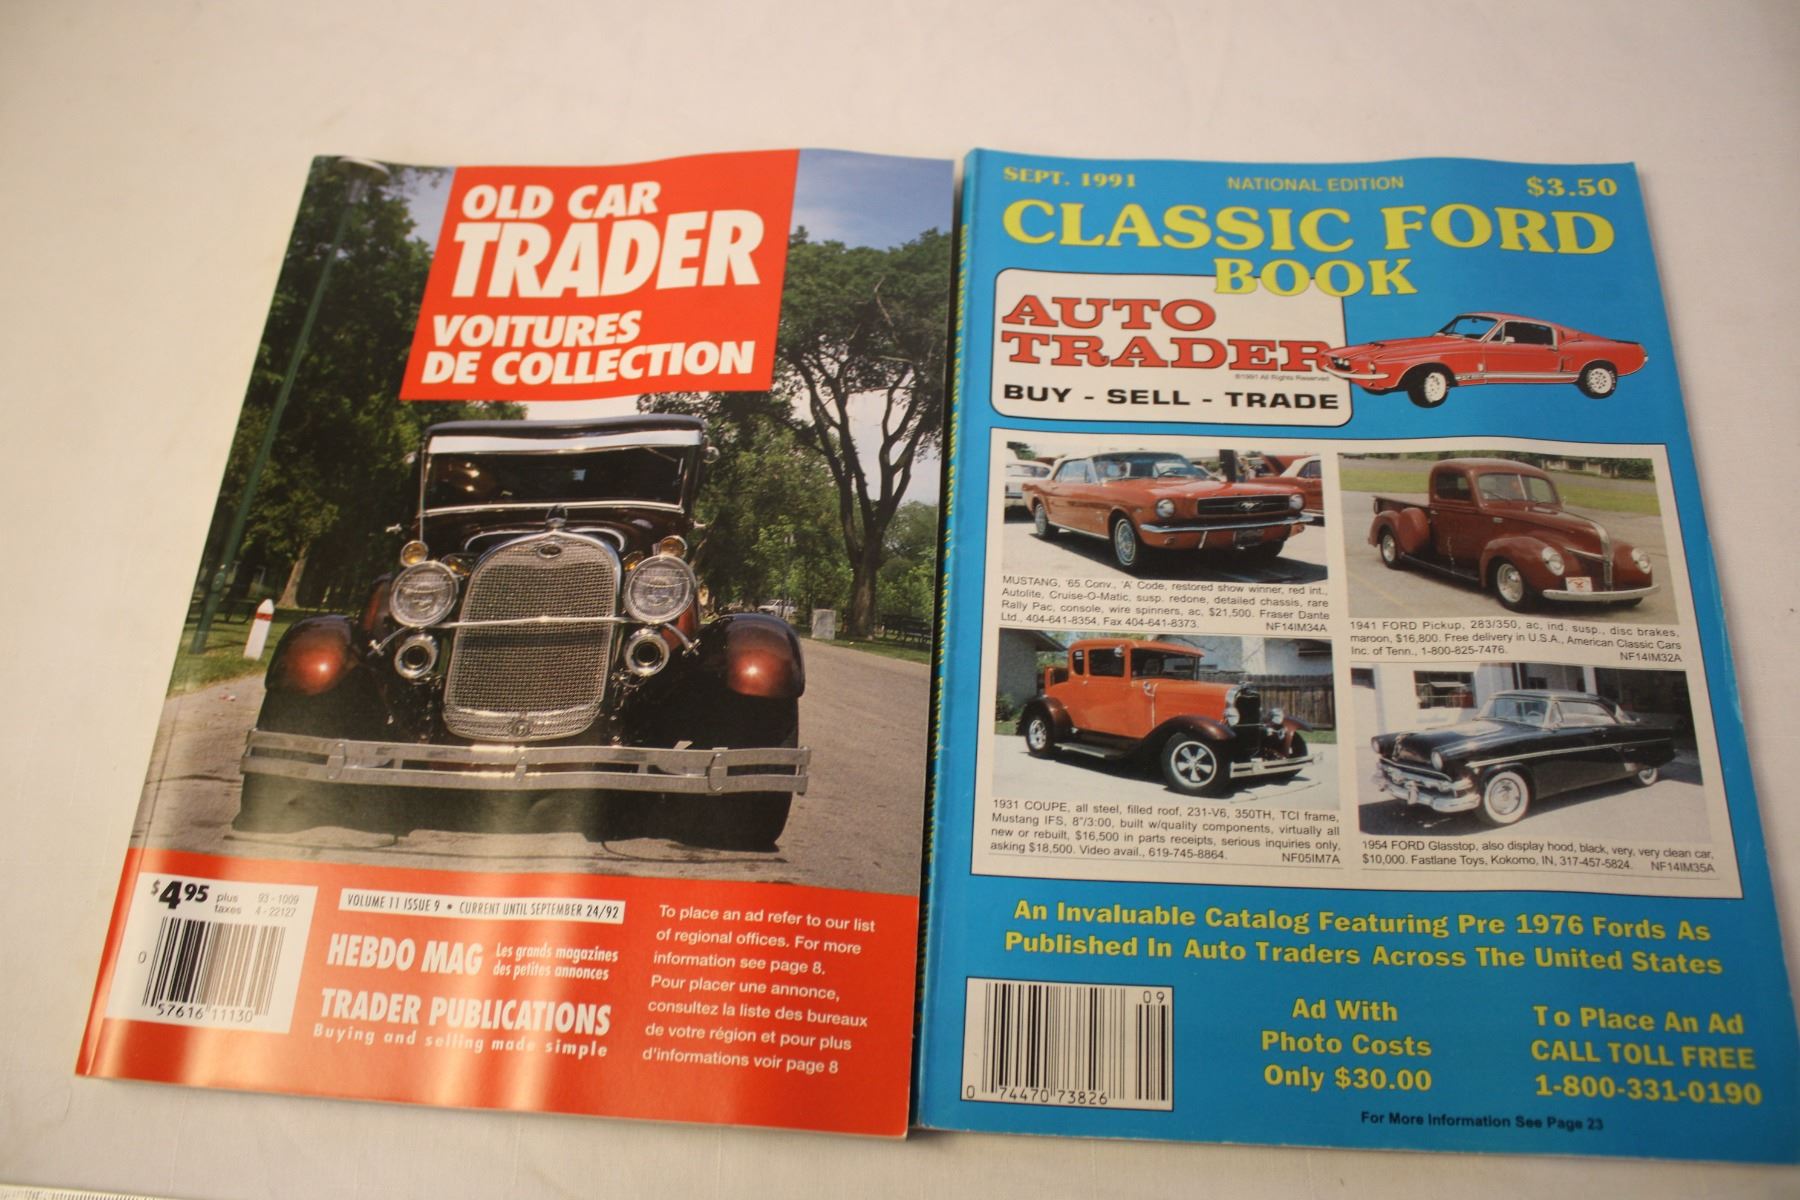 OLD CAR
TRADER
VOITURES
DE COLLECTION
$4.95 plus taxes
93-1009
4-22127
0 57616 11130
VOLUME 11 ISSUE 9 • CURRENT UNTIL SEPTEMBER 24/92
HEBDO MAG Les grands magazines
des petites annonces
TRADER PUBLICATIONS
Buying and selling made simple
To place an ad refer to our list
of regional offices. For more
information see page 8.
Pour placer une annonce,
consultez la liste des bureaux
de votre région et pour plus
d'informations voir page 8
SEPT. 1991 NATIONAL EDITION $3.50
CLASSIC FORD
BOOK
AUTO
TRADER
©1991 All Rights Reserved
BUY - SELL - TRADE
MUSTANG, '65 Conv., 'A' Code, restored show winner, red int.,
Autolite, Cruise-O-Matic, susp. redone, detailed chassis, rare
Rally Pac, console, wire spinners, ac, $21,500. Fraser Dante
Ltd., 404-641-8354, Fax 404-641-8373. NF14IM34A
1941 FORD Pickup, 283/350, ac, ind. susp., disc brakes,
maroon, $16,800. Free delivery in U.S.A., American Classic Cars
Inc. of Tenn., 1-800-825-7476. NF14IM32A
1931 COUPE, all steel, filled roof, 231-V6, 350TH, TCI frame,
Mustang IFS, 8"/3:00, built w/quality components, virtually all
new or rebuilt, $16,500 in parts receipts, serious inquiries only,
asking $18,500. Video avail., 619-745-8864. NF05IM7A
1954 FORD Glasstop, also display hood, black, very, very clean car,
$10,000. Fastlane Toys, Kokomo, IN, 317-457-5824. NF14IM35A
An Invaluable Catalog Featuring Pre 1976 Fords As
Published In Auto Traders Across The United States
09
0 74470 73826
Ad With
Photo Costs
Only $30.00
To Place An Ad
CALL TOLL FREE
1-800-331-0190
For More Information See Page 23